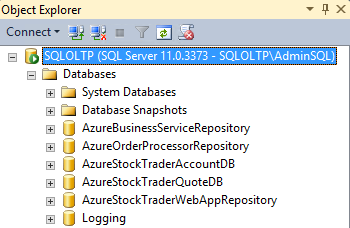 Object Explorer
Connect
SQLOLTP (SQL Server 11.0.3373 - SQLOLTP\AdminSQL)
Databases
System Databases
Database Snapshots
AzureBusinessServiceRepository
AzureOrderProcessorRepository
AzureStockTraderAccountDB
AzureStockTraderQuoteDB
AzureStockTraderWebAppRepository
Logging